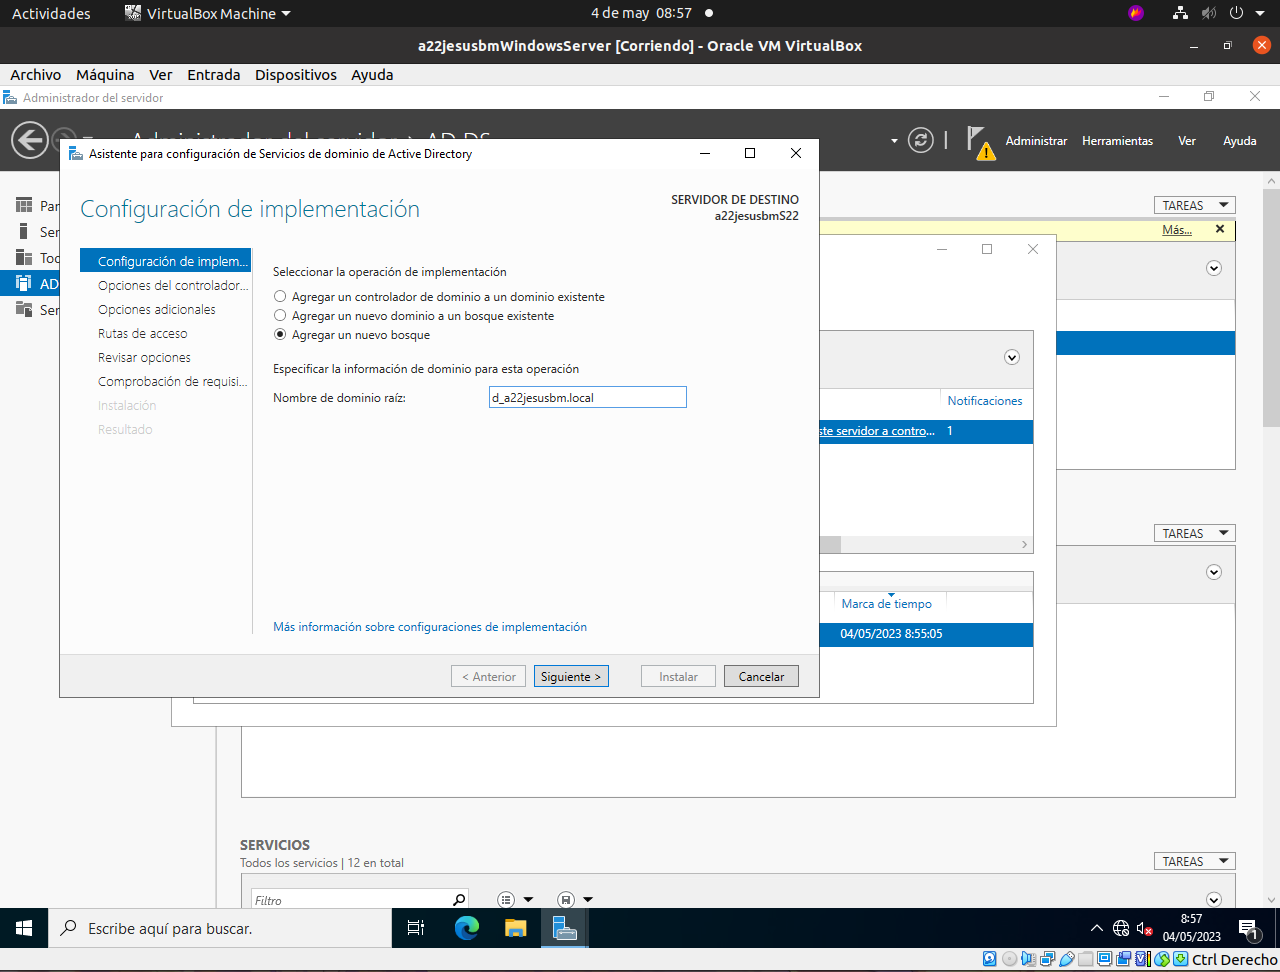 Actividades
VirtualBox Machine
4 de may 08:57
a22jesusbmWindowsServer [Corriendo] - Oracle VM VirtualBox
Archivo Máquina Ver Entrada Dispositivos Ayuda
Administrador del servidor
Administrar Herramientas Ver Ayuda
Asistente para configuración de Servicios de dominio de Active Directory
Configuración de implementación
SERVIDOR DE DESTINO
a22jesusbmS22
TAREAS
Más...
Configuración de implem...
Opciones del controlador...
Opciones adicionales
Rutas de acceso
Revisar opciones
Comprobación de requisi...
Instalación
Resultado
Seleccionar la operación de implementación
Agregar un controlador de dominio a un dominio existente
Agregar un nuevo dominio a un bosque existente
Agregar un nuevo bosque
Especificar la información de dominio para esta operación
Nombre de dominio raíz: d_a22jesusbm.local
Más información sobre configuraciones de implementación
< Anterior Siguiente > Instalar Cancelar
Par
Ser
Too
AD
Ser
Notificaciones
ste servidor a contro... 1
TAREAS
Marca de tiempo
04/05/2023 8:55:05
SERVICIOS
Todos los servicios | 12 en total
TAREAS
Filtro
Escribe aquí para buscar.
8:57
04/05/2023
1
Ctrl Derecho